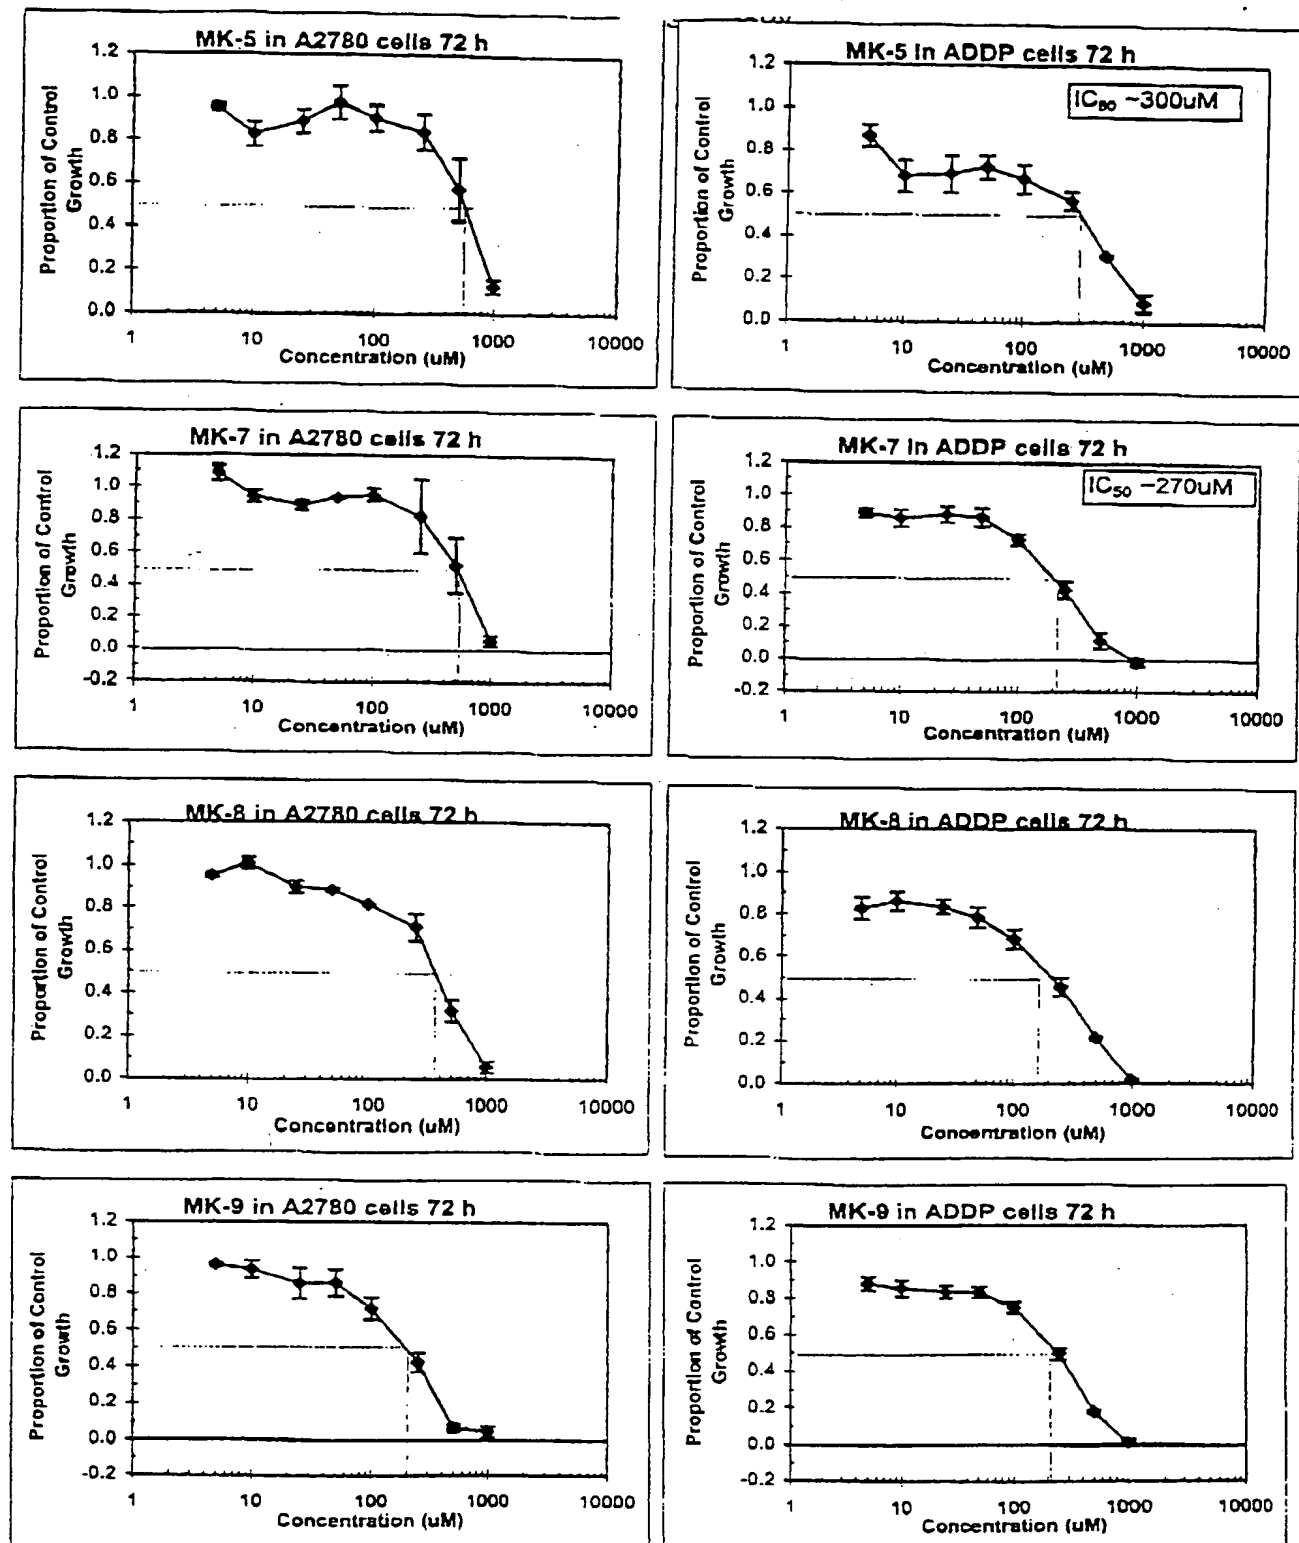 MK-5 in A2780 cells 72 h
1.2
1.0
0.8
0.6
0.4
0.2
0.0
Proportion of Control
Growth
1 10 100 1000 10000
Concentration (uM)
MK-5 in ADDP cells 72 h
IC50 ~300uM
1.2
1.0
0.8
0.6
0.4
0.2
0.0
Proportion of Control
Growth
1 10 100 1000 10000
Concentration (uM)
MK-7 in A2780 cells 72 h
1.2
1.0
0.8
0.6
0.4
0.2
0.0
-0.2
Proportion of Control
Growth
1 10 100 1000 10000
Concentration (uM)
MK-7 in ADDP cells 72 h
IC50 ~270uM
1.2
1.0
0.8
0.6
0.4
0.2
0.0
-0.2
Proportion of Control
Growth
1 10 100 1000 10000
Concentration (uM)
MK-8 in A2780 cells 72 h
1.2
1.0
0.8
0.6
0.4
0.2
0.0
Proportion of Control
Growth
1 10 100 1000 10000
Concentration (uM)
MK-8 in ADDP cells 72 h
1.2
1.0
0.8
0.6
0.4
0.2
0.0
Proportion of Control
Growth
1 10 100 1000 10000
Concentration (uM)
MK-9 in A2780 cells 72 h
1.2
1.0
0.8
0.6
0.4
0.2
0.0
-0.2
Proportion of Control
Growth
1 10 100 1000 10000
Concentration (uM)
MK-9 in ADDP cells 72 h
1.2
1.0
0.8
0.6
0.4
0.2
0.0
-0.2
Proportion of Control
Growth
1 10 100 1000 10000
Concentration (uM)